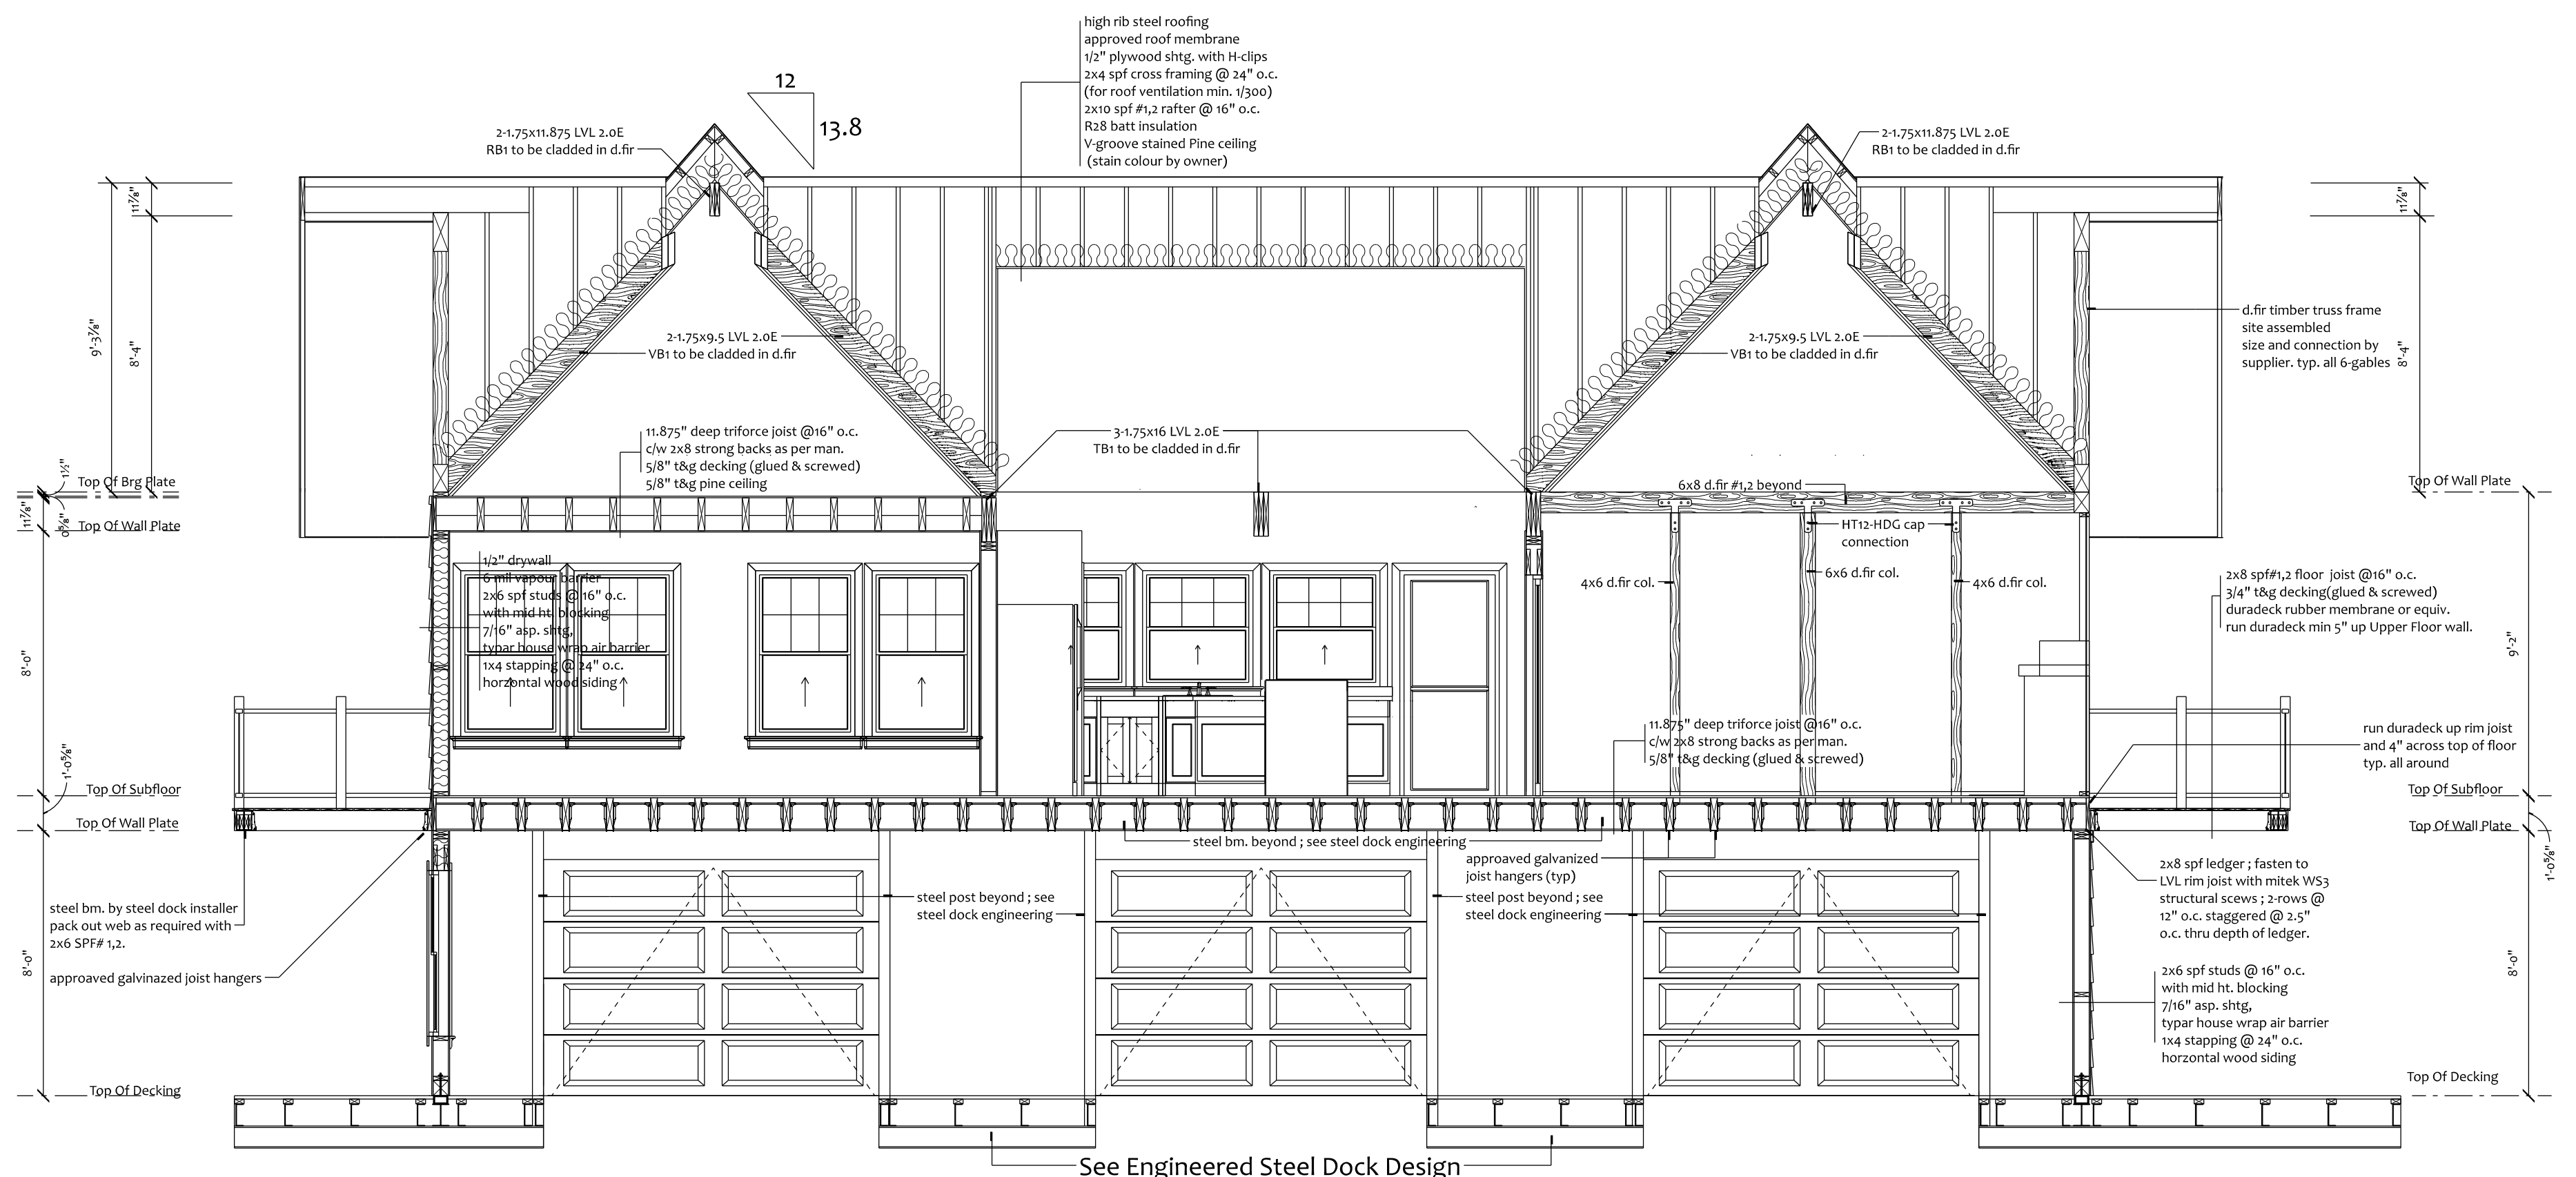 high rib steel roofing
approved roof membrane
1/2" plywood shtg. with H-clips
2x4 spf cross framing @ 24" o.c.
(for roof ventilation min. 1/300)
2x10 spf #1,2 rafter @ 16" o.c.
R28 batt insulation
V-groove stained Pine ceiling
(stain colour by owner)
12
13.8
2-1.75x11.875 LVL 2.0E
RB1 to be cladded in d.fir
2-1.75x11.875 LVL 2.0E
RB1 to be cladded in d.fir
11⅞"
9'-3⅞"
8'-4"
11⅞"
8'-4"
2-1.75x9.5 LVL 2.0E
VB1 to be cladded in d.fir
2-1.75x9.5 LVL 2.0E
VB1 to be cladded in d.fir
d.fir timber truss frame
site assembled
size and connection by
supplier. typ. all 6-gables
11.875" deep triforce joist @16" o.c.
c/w 2x8 strong backs as per man.
5/8" t&g decking (glued & screwed)
5/8" t&g pine ceiling
3-1.75x16 LVL 2.0E
TB1 to be cladded in d.fir
1½"
Top Of Brg Plate
11⅞"
0⅝"
Top Of Wall Plate
Top Of Wall Plate
6x8 d.fir #1,2 beyond
HT12-HDG cap
connection
4x6 d.fir col.
6x6 d.fir col.
4x6 d.fir col.
1/2" drywall
6 mil vapour barrier
2x6 spf studs @ 16" o.c.
with mid ht. blocking
7/16" asp. shtg,
typar house wrap air barrier
1x4 stapping @ 24" o.c.
horzontal wood siding
2x8 spf#1,2 floor joist @16" o.c.
3/4" t&g decking(glued & screwed)
duradeck rubber membrane or equiv.
run duradeck min 5" up Upper Floor wall.
8'-0"
9'-2"
11.875" deep triforce joist @16" o.c.
c/w 2x8 strong backs as per man.
5/8" t&g decking (glued & screwed)
run duradeck up rim joist
and 4" across top of floor
typ. all around
1'-0⅝"
Top Of Subfloor
Top Of Wall Plate
Top Of Subfloor
Top Of Wall Plate
1'-0⅝"
steel bm. beyond ; see steel dock engineering
approaved galvanized
joist hangers (typ)
steel post beyond ; see
steel dock engineering
steel post beyond ; see
steel dock engineering
2x8 spf ledger ; fasten to
LVL rim joist with mitek WS3
structural scews ; 2-rows @
12" o.c. staggered @ 2.5"
o.c. thru depth of ledger.
steel bm. by steel dock installer
pack out web as required with
2x6 SPF# 1,2.
approaved galvinazed joist hangers
8'-0"
8'-0"
2x6 spf studs @ 16" o.c.
with mid ht. blocking
7/16" asp. shtg,
typar house wrap air barrier
1x4 stapping @ 24" o.c.
horzontal wood siding
Top Of Decking
Top Of Decking
See Engineered Steel Dock Design